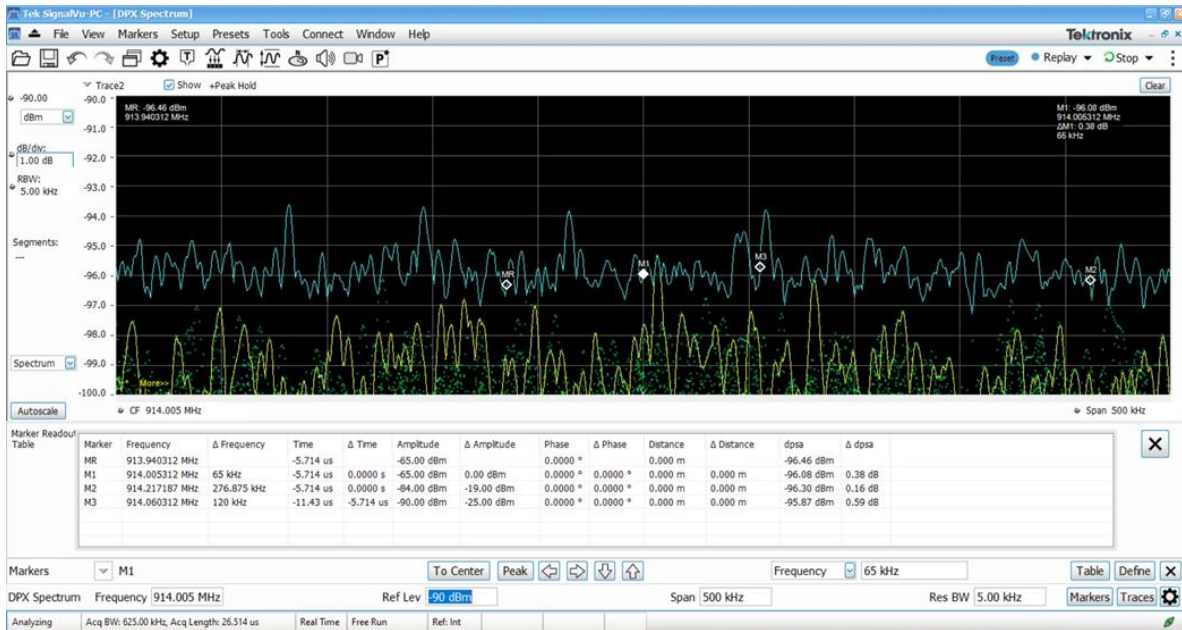 Tek SignalVu-PC - [DPX Spectrum]
File View Markers Setup Presets Tools Connect Window Help
Tektronix
Preset Replay Stop
Trace2 Show +Peak Hold Clear
-90.00
dBm
dB/div:
1.00 dB
RBW:
5.00 kHz
Segments:
---
Spectrum
Autoscale
-90.0
-91.0
-92.0
-93.0
-94.0
-95.0
-96.0
-97.0
-98.0
-99.0
-100.0
MR: -96.46 dBm
913.940312 MHz
M1: -96.08 dBm
914.005312 MHz
ΔM1: 0.38 dB
65 kHz
MR M1 M3 M2
More>>
CF 914.005 MHz Span 500 kHz
Marker Readout
Table
Marker Frequency Δ Frequency Time Δ Time Amplitude Δ Amplitude Phase Δ Phase Distance Δ Distance dpsa Δ dpsa
MR 913.940312 MHz -5.714 us -65.00 dBm 0.0000 ° 0.000 m -96.46 dBm
M1 914.005312 MHz 65 kHz -5.714 us 0.0000 s -65.00 dBm 0.00 dBm 0.0000 ° 0.0000 ° 0.000 m 0.000 m -96.08 dBm 0.38 dB
M2 914.217187 MHz 276.875 kHz -5.714 us 0.0000 s -84.00 dBm -19.00 dBm 0.0000 ° 0.0000 ° 0.000 m 0.000 m -96.30 dBm 0.16 dB
M3 914.060312 MHz 120 kHz -11.43 us -5.714 us -90.00 dBm -25.00 dBm 0.0000 ° 0.0000 ° 0.000 m 0.000 m -95.87 dBm 0.59 dB
Markers M1 To Center Peak Frequency 65 kHz Table Define X
DPX Spectrum Frequency 914.005 MHz Ref Lev -90 dBm Span 500 kHz Res BW 5.00 kHz Markers Traces
Analyzing Acq BW: 625.00 kHz, Acq Length: 26.514 us Real Time Free Run Ref: Int